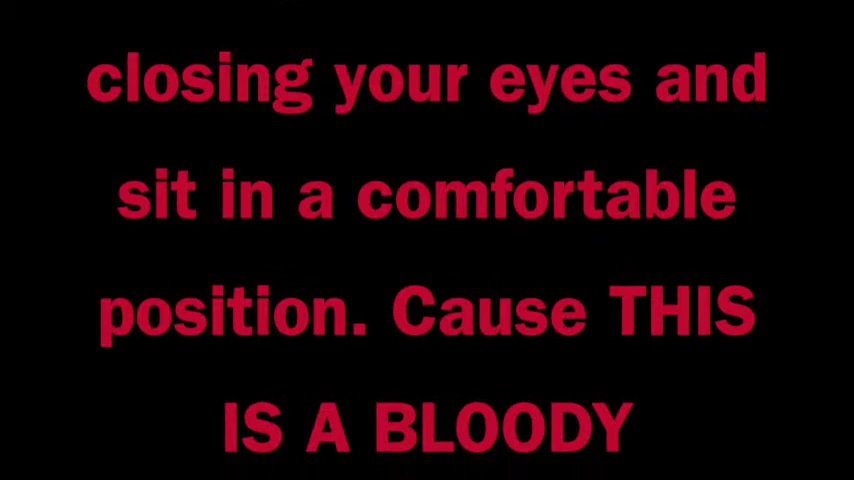 closing your eyes and
sit in a comfortable
position. Cause THIS
IS A BLOODY